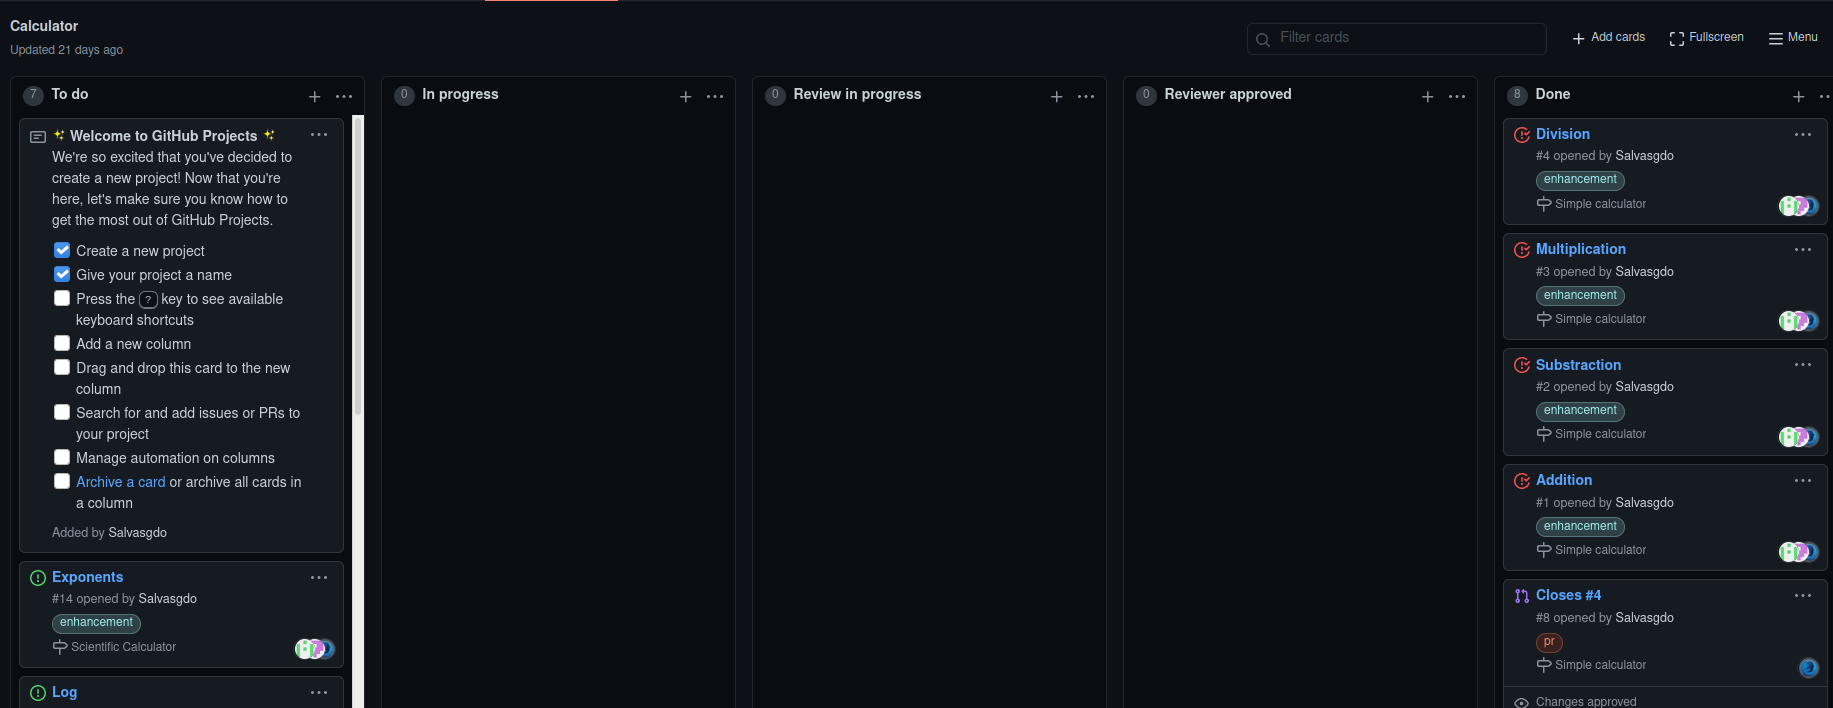 Calculator
Updated 21 days ago
Filter cards
Add cards
Fullscreen
Menu
7 To do
✨ Welcome to GitHub Projects ✨
We're so excited that you've decided to
create a new project! Now that you're
here, let's make sure you know how to
get the most out of GitHub Projects.
Create a new project
Give your project a name
Press the ? key to see available
keyboard shortcuts
Add a new column
Drag and drop this card to the new
column
Search for and add issues or PRs to
your project
Manage automation on columns
Archive a card or archive all cards in
a column
Added by Salvasgdo
Exponents
#14 opened by Salvasgdo
enhancement
Scientific Calculator
Log
0 In progress
0 Review in progress
0 Reviewer approved
8 Done
Division
#4 opened by Salvasgdo
enhancement
Simple calculator
Multiplication
#3 opened by Salvasgdo
enhancement
Simple calculator
Substraction
#2 opened by Salvasgdo
enhancement
Simple calculator
Addition
#1 opened by Salvasgdo
enhancement
Simple calculator
Closes #4
#8 opened by Salvasgdo
pr
Simple calculator
Changes approved